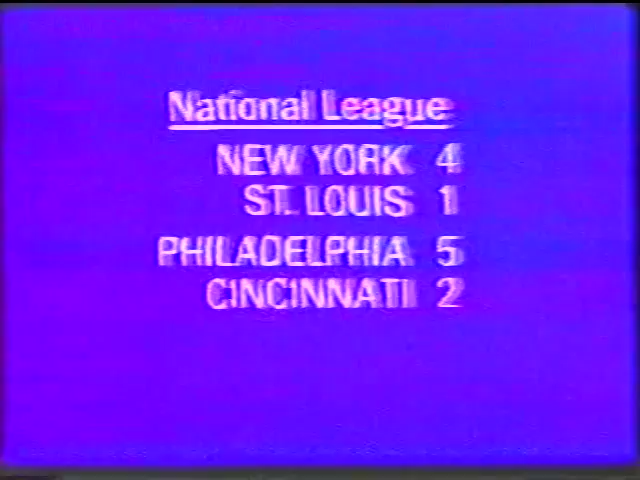 National League
NEW YORK 4
ST. LOUIS 1
PHILADELPHIA 5
CINCINNATI 2